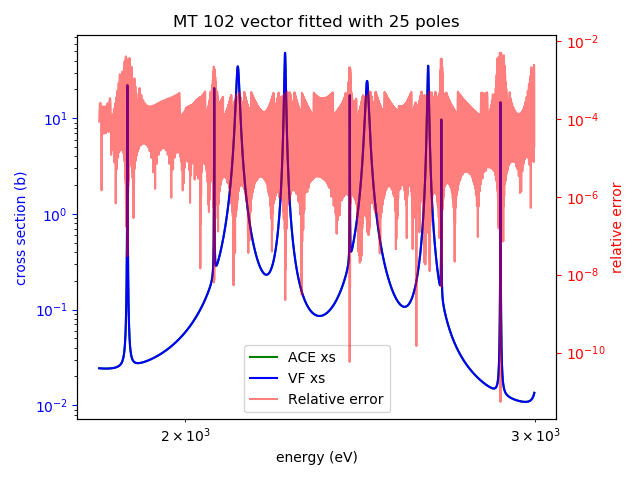 MT 102 vector fitted with 25 poles
cross section (b)
10¹
10⁰
10⁻¹
10⁻²
relative error
10⁻²
10⁻⁴
10⁻⁶
10⁻⁸
10⁻¹⁰
ACE xs
VF xs
Relative error
2 × 10³
3 × 10³
energy (eV)